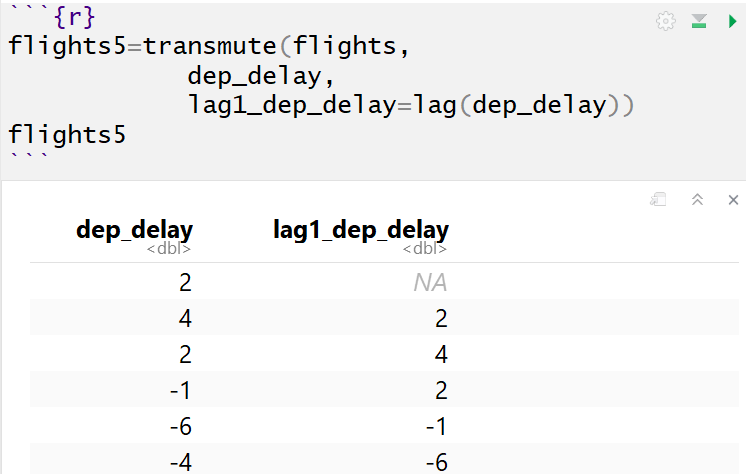 ```{r}
flights5=transmute(flights,
dep_delay,
lag1_dep_delay=lag(dep_delay))
flights5
```
dep_delay lag1_dep_delay
<dbl> <dbl>
2 NA
4 2
2 4
-1 2
-6 -1
-4 -6